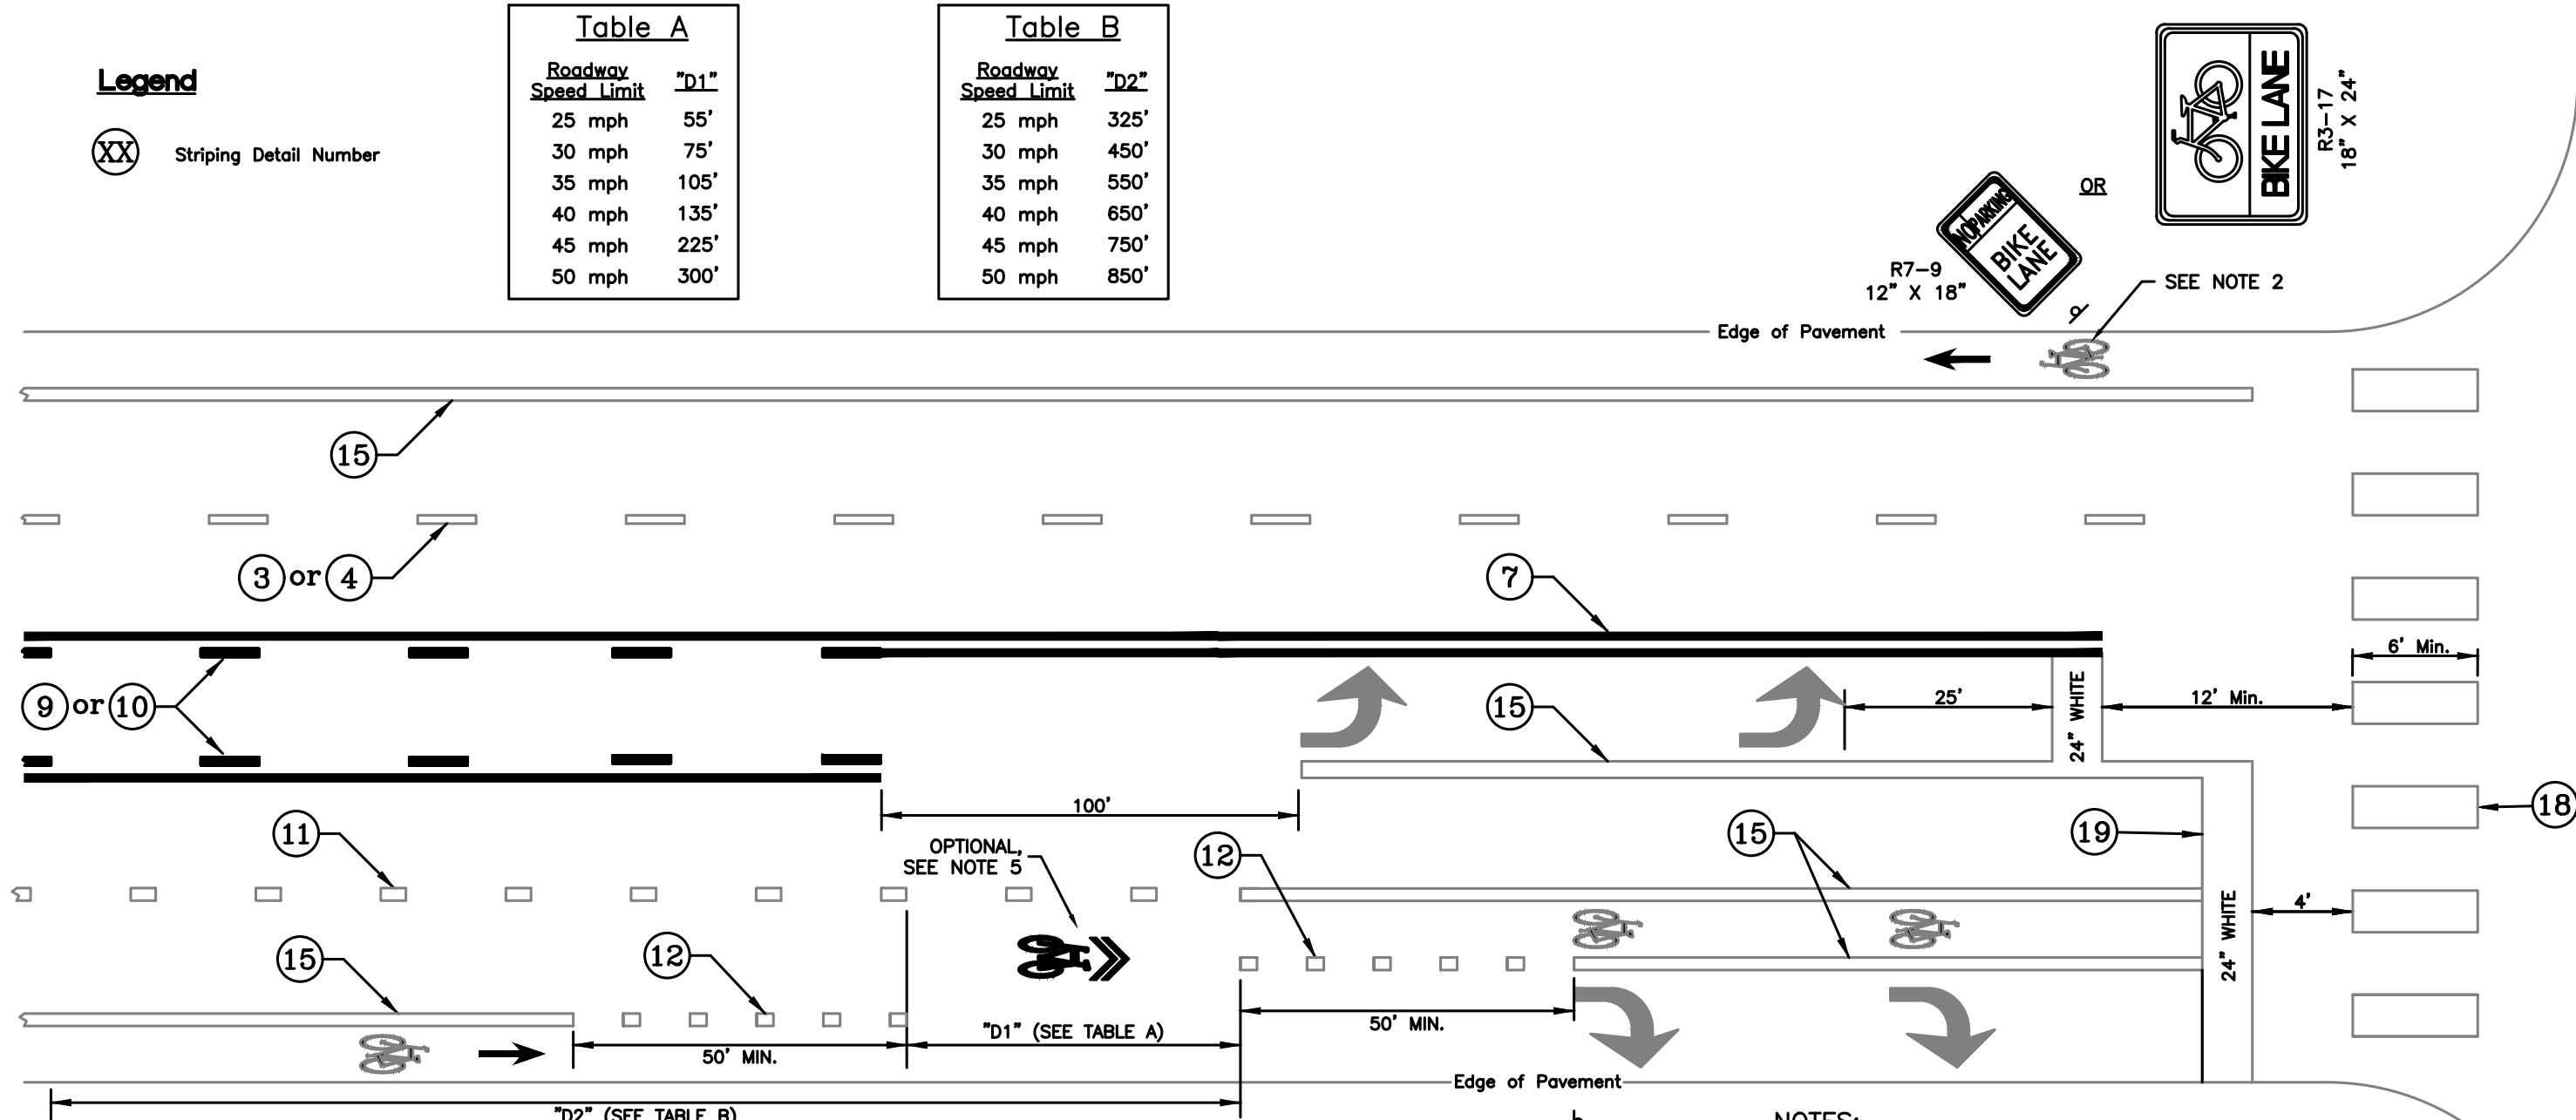 Legend
XX Striping Detail Number
Table A
Roadway Speed Limit "D1"
25 mph 55'
30 mph 75'
35 mph 105'
40 mph 135'
45 mph 225'
50 mph 300'
Table B
Roadway Speed Limit "D2"
25 mph 325'
30 mph 450'
35 mph 550'
40 mph 650'
45 mph 750'
50 mph 850'
BIKE LANE
R3-17
18" X 24"
OR
NO PARKING
BIKE
LANE
R7-9
12" X 18"
SEE NOTE 2
Edge of Pavement
15
3 or 4
7
6' Min.
9 or 10
15
25'
24" WHITE
12' Min.
100'
18
11
OPTIONAL,
SEE NOTE 5
12
15
19
4'
24" WHITE
15
12
50' MIN.
"D1" (SEE TABLE A)
50' MIN.
Edge of Pavement
"D2" (SEE TABLE B)
NOTES: